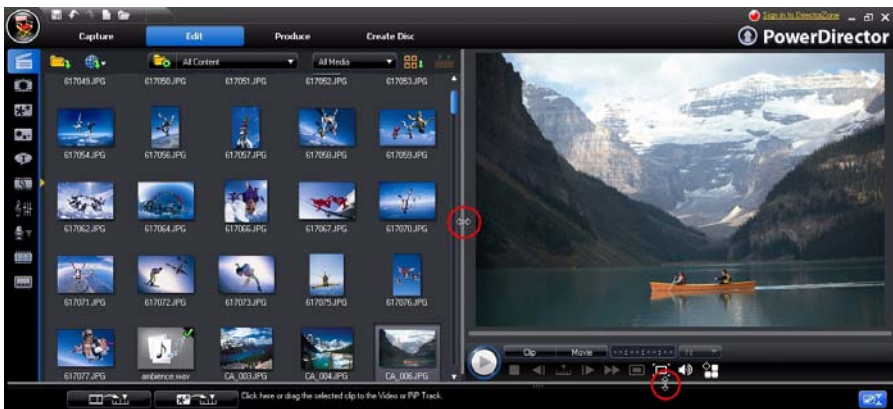 Sign in to DirectorZone
Capture
Edit
Produce
Create Disc
PowerDirector
All Content
All Media
617049.JPG
617050.JPG
617051.JPG
617052.JPG
617053.JPG
617054.JPG
617056.JPG
617057.JPG
617058.JPG
617059.JPG
617062.JPG
617064.JPG
617066.JPG
617067.JPG
617070.JPG
617071.JPG
617072.JPG
617073.JPG
617075.JPG
617076.JPG
617077.JPG
ambience.wav
CA_003.JPG
CA_004.JPG
CA_006.JPG
Clip
Movie
--:--:--:--
Click here or drag the selected clip to the Video or PiP Track.